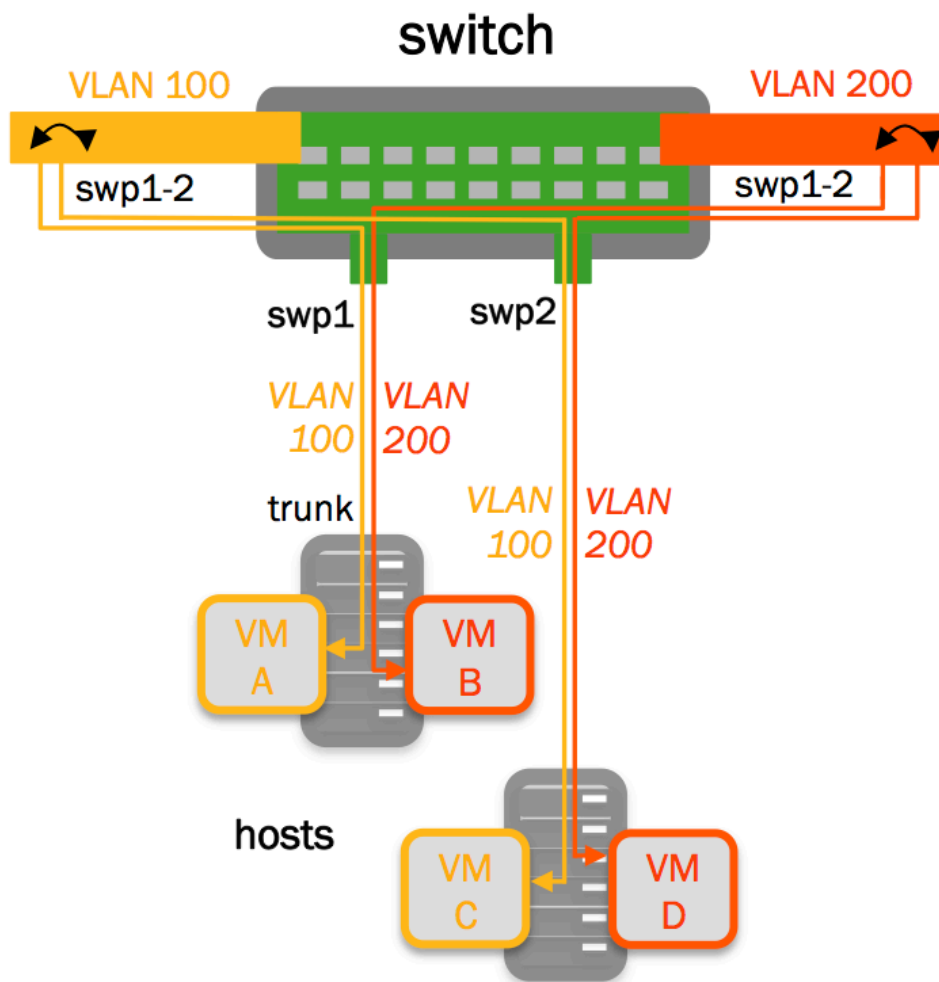 switch
VLAN 100
VLAN 200
swp1-2
swp1-2
swp1
swp2
VLAN
100
VLAN
200
trunk
VLAN
100
VLAN
200
VM
A
VM
B
hosts
VM
C
VM
D